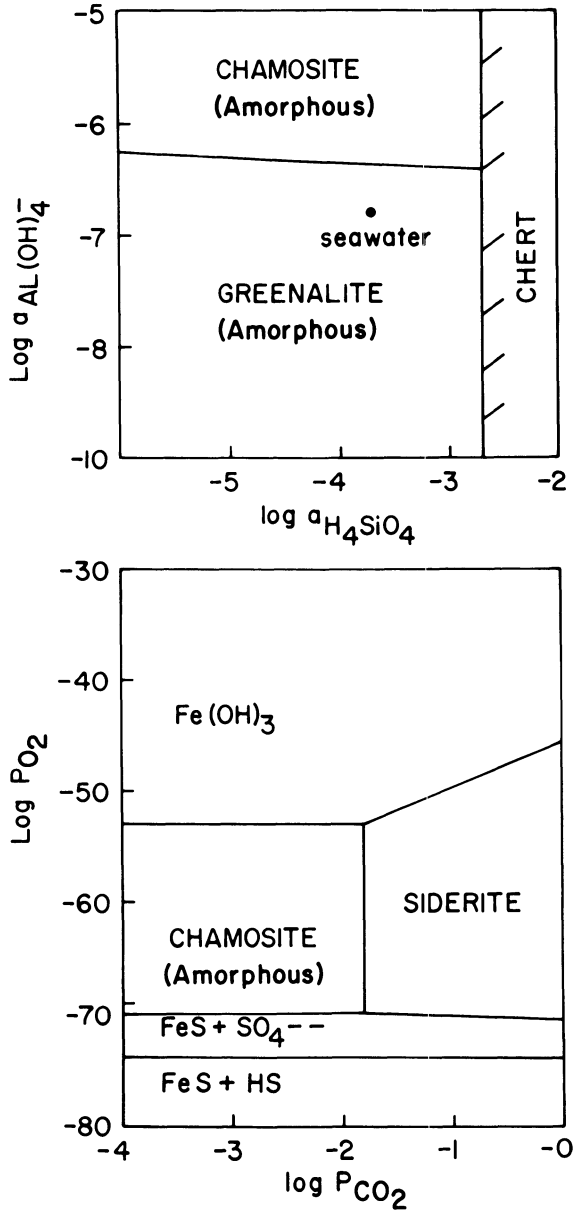 -5
CHAMOSITE
(Amorphous)
-6
Log aAL(OH)4-
-7
seawater
GREENALITE
(Amorphous)
CHERT
-8
-10
-5 -4 -3 -2
log aH4SiO4
-30
-40
Fe(OH)3
Log PO2
-50
-60
SIDERITE
CHAMOSITE
(Amorphous)
-70
FeS + SO4--
FeS + HS
-80
-4 -3 -2 -1 -0
log PCO2